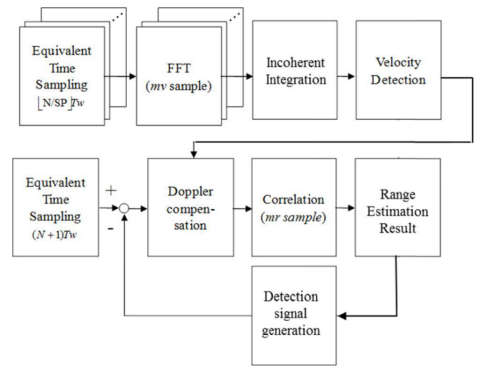 Equivalent
Time
Sampling
⌊N/SP⌋Tw
FFT
(mv sample)
Incoherent
Integration
Velocity
Detection
Equivalent
Time
Sampling
(N + 1)Tw
+
-
Doppler
compen-
sation
Correlation
(mr sample)
Range
Estimation
Result
Detection
signal
generation